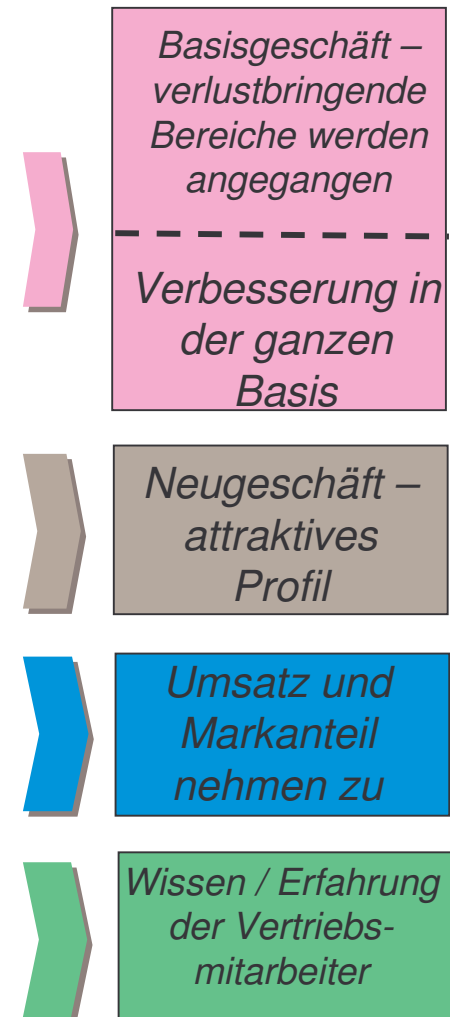 Basisgeschäft –
verlustbringende
Bereiche werden
angegangen
Verbesserung in
der ganzen
Basis
Neugeschäft –
attraktives
Profil
Umsatz und
Markanteil
nehmen zu
Wissen / Erfahrung
der Vertriebs-
mitarbeiter